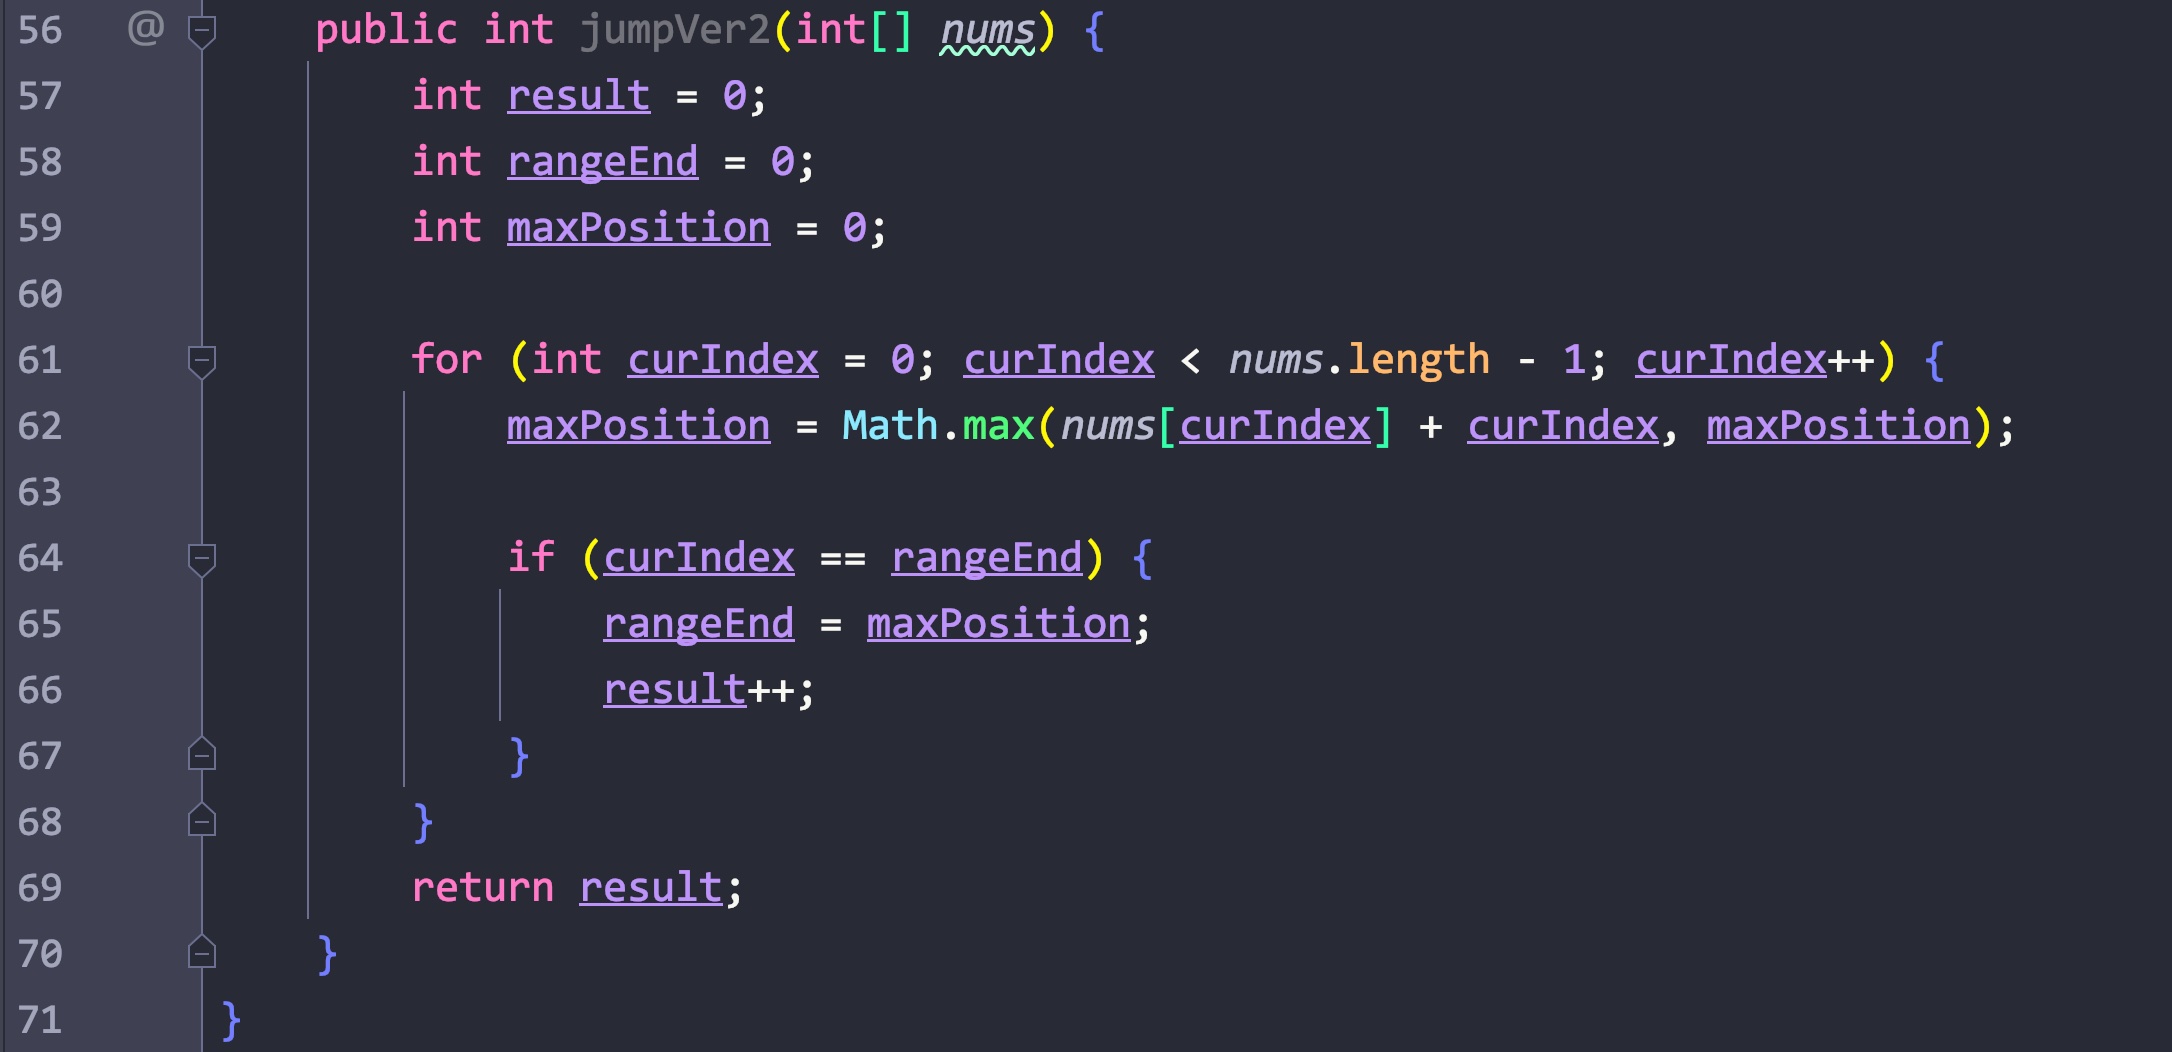 56 @ public int jumpVer2(int[] nums) {
57 int result = 0;
58 int rangeEnd = 0;
59 int maxPosition = 0;
60
61 for (int curIndex = 0; curIndex < nums.length - 1; curIndex++) {
62 maxPosition = Math.max(nums[curIndex] + curIndex, maxPosition);
63
64 if (curIndex == rangeEnd) {
65 rangeEnd = maxPosition;
66 result++;
67 }
68 }
69 return result;
70 }
71 }